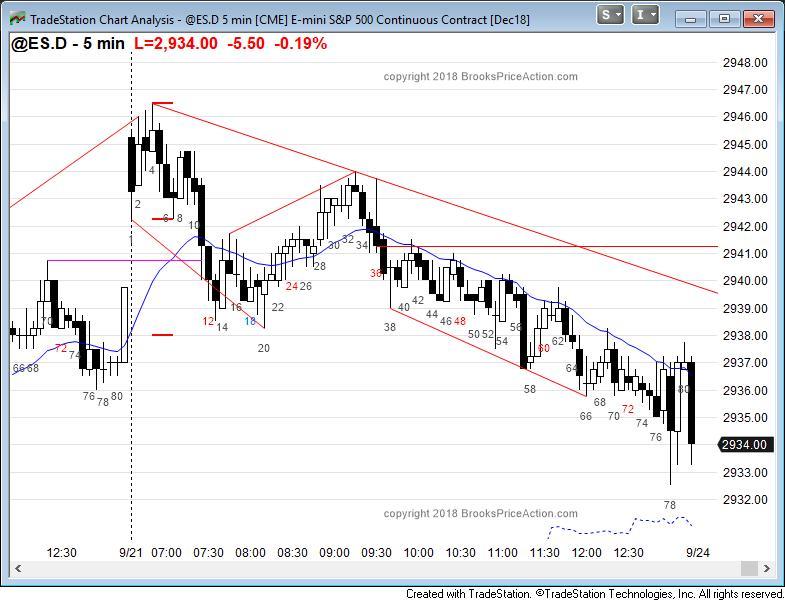 TradeStation Chart Analysis - @ES.D 5 min [CME] E-mini S&P 500 Continuous Contract [Dec18]
S I
@ES.D - 5 min L=2,934.00 -5.50 -0.19%
copyright 2018 BrooksPriceAction.com
2948.00
2947.00
2946.00
2945.00
2944.00
2943.00
2942.00
2941.00
2940.00
2939.00
2938.00
2937.00
2936.00
2935.00
2934.00
2933.00
2932.00
2 4 6 8 10
12 14 16 18 20 22 24 26 28 30 32 34 36
38 40 42 44 46 48 50 52 54 56 58 60 62 64
66 68 70 72 74 76 78 80
66 68 70 72 74 76 78 80
copyright 2018 BrooksPriceAction.com
12:30 9/21 07:00 07:30 08:00 08:30 09:00 09:30 10:00 10:30 11:00 11:30 12:00 12:30 9/24
Created with TradeStation. ©TradeStation Technologies, Inc. All rights reserved.